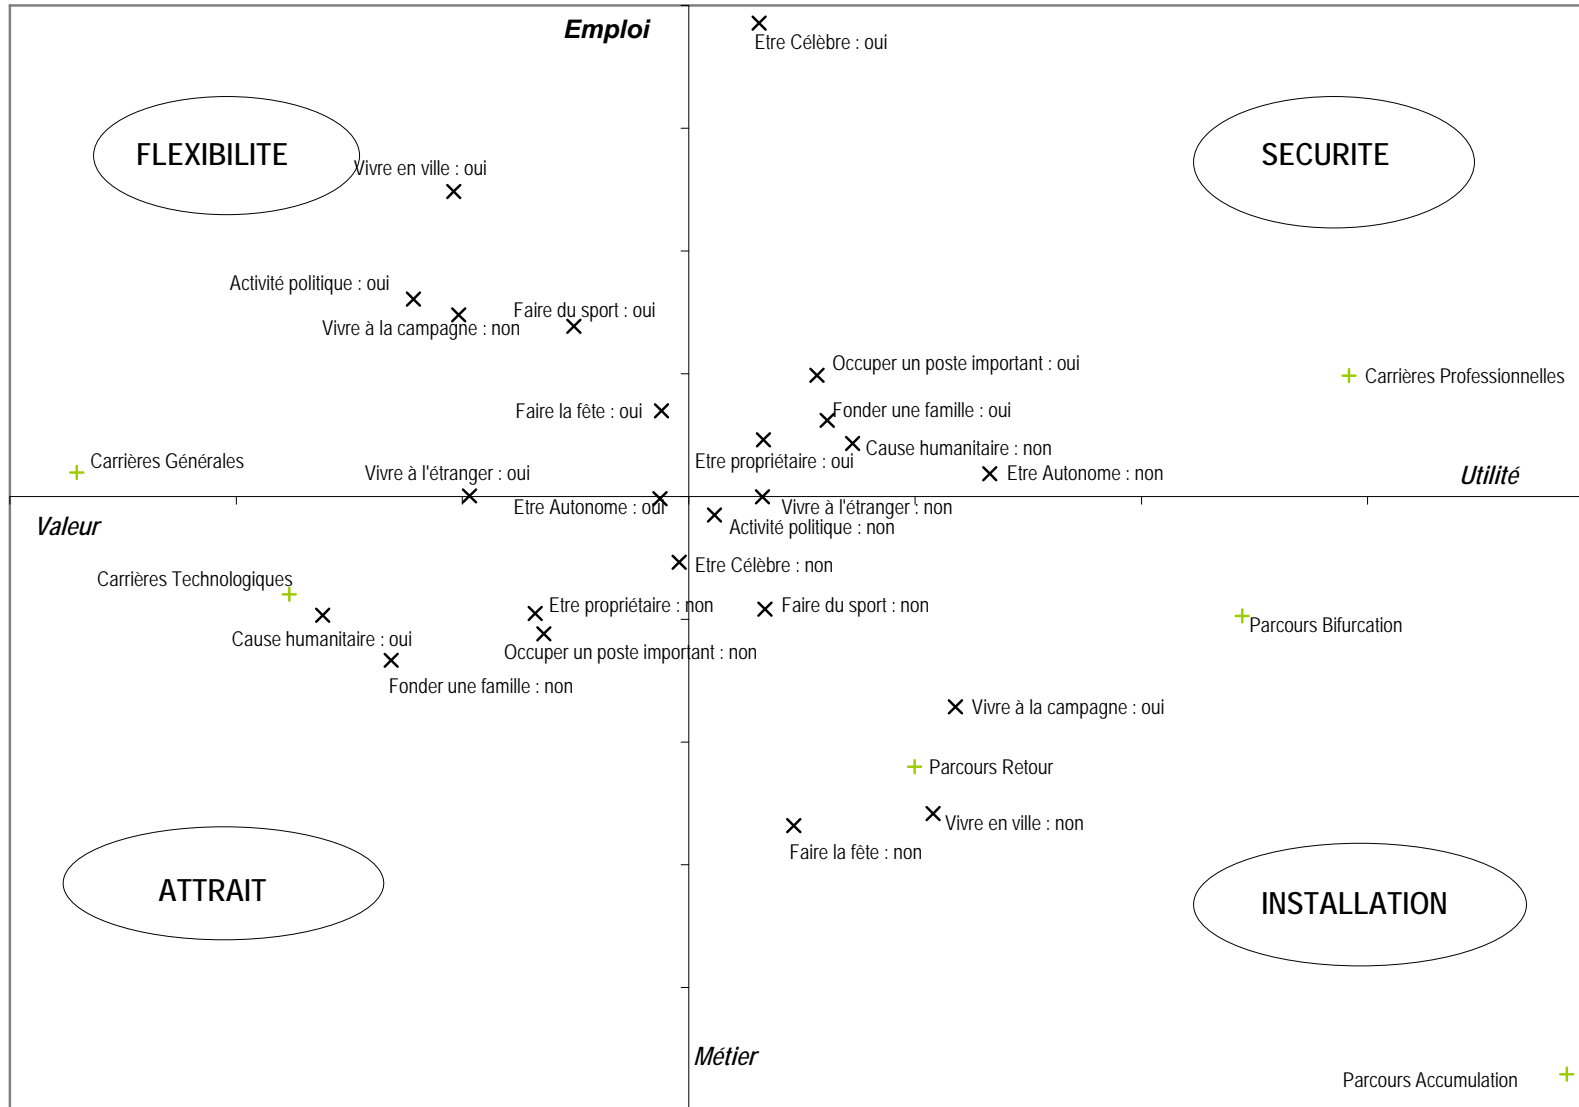 Emploi
Etre Célèbre : oui
FLEXIBILITE
SECURITE
Vivre en ville : oui
Activité politique : oui
Faire du sport : oui
Vivre à la campagne : non
Occuper un poste important : oui
Carrières Professionnelles
Faire la fête : oui
Fonder une famille : oui
Cause humanitaire : non
Etre propriétaire : oui
Carrières Générales
Vivre à l'étranger : oui
Etre Autonome : non
Utilité
Etre Autonome : oui
Vivre à l'étranger : non
Valeur
Activité politique : non
Etre Célèbre : non
Carrières Technologiques
Etre propriétaire : non
Faire du sport : non
Parcours Bifurcation
Cause humanitaire : oui
Occuper un poste important : non
Fonder une famille : non
Vivre à la campagne : oui
Parcours Retour
Vivre en ville : non
Faire la fête : non
ATTRAIT
INSTALLATION
Métier
Parcours Accumulation